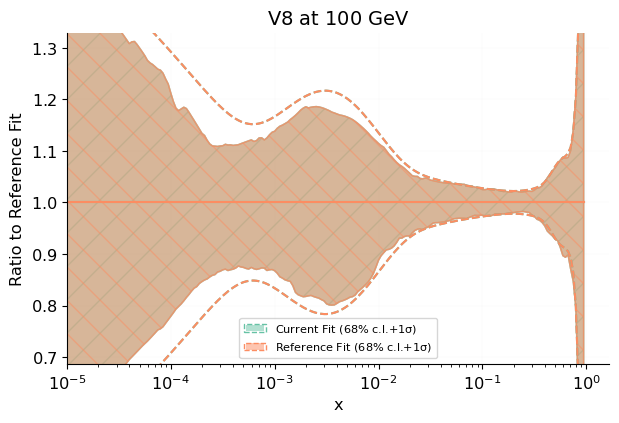 V8 at 100 GeV
Ratio to Reference Fit
1.3
1.2
1.1
1.0
0.9
0.8
0.7
Current Fit (68% c.l.+1σ)
Reference Fit (68% c.l.+1σ)
10⁻⁵ 10⁻⁴ 10⁻³ 10⁻² 10⁻¹ 10⁰
x